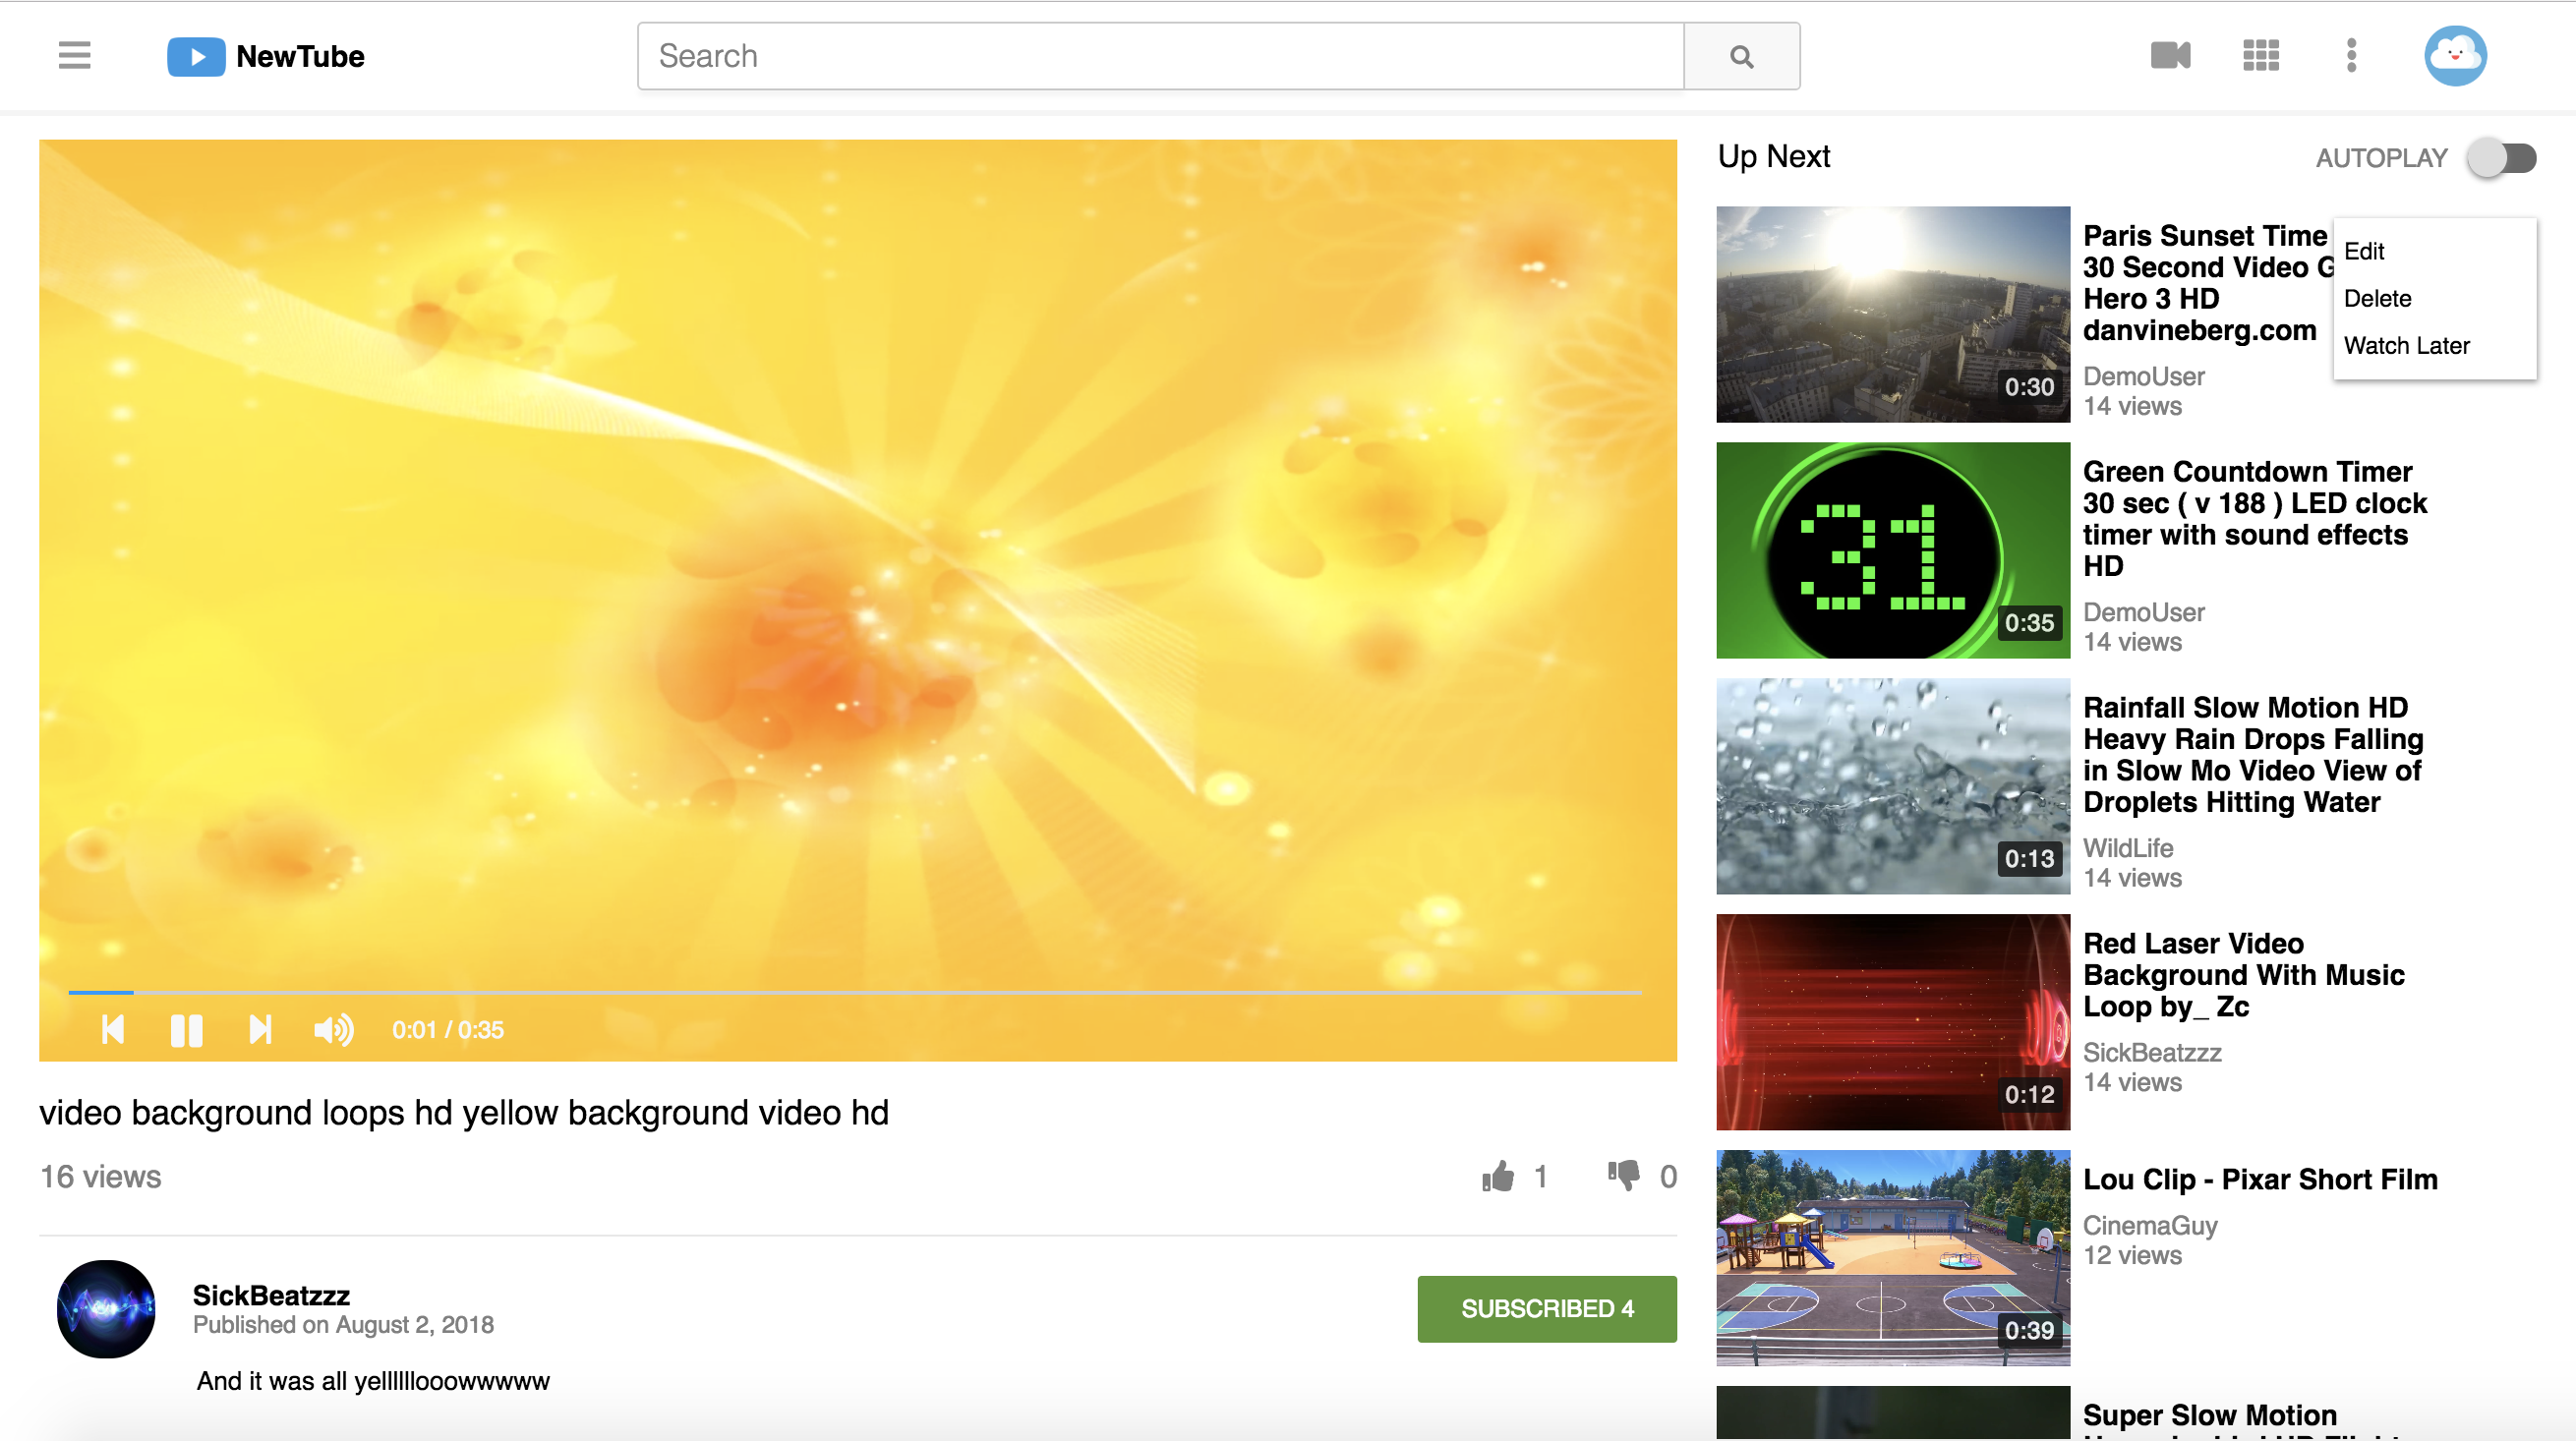 NewTube
Search
Up Next
AUTOPLAY
Paris Sunset Time
30 Second Video G
Hero 3 HD
danvineberg.com
DemoUser
14 views
0:30
Edit
Delete
Watch Later
Green Countdown Timer
30 sec ( v 188 ) LED clock
timer with sound effects
HD
DemoUser
14 views
31
0:35
Rainfall Slow Motion HD
Heavy Rain Drops Falling
in Slow Mo Video View of
Droplets Hitting Water
WildLife
14 views
0:13
Red Laser Video
Background With Music
Loop by_ Zc
SickBeatzzz
14 views
0:12
Lou Clip - Pixar Short Film
CinemaGuy
12 views
0:39
Super Slow Motion
0:01 / 0:35
video background loops hd yellow background video hd
16 views
1
0
SickBeatzzz
Published on August 2, 2018
SUBSCRIBED 4
And it was all yellllllooowwwww